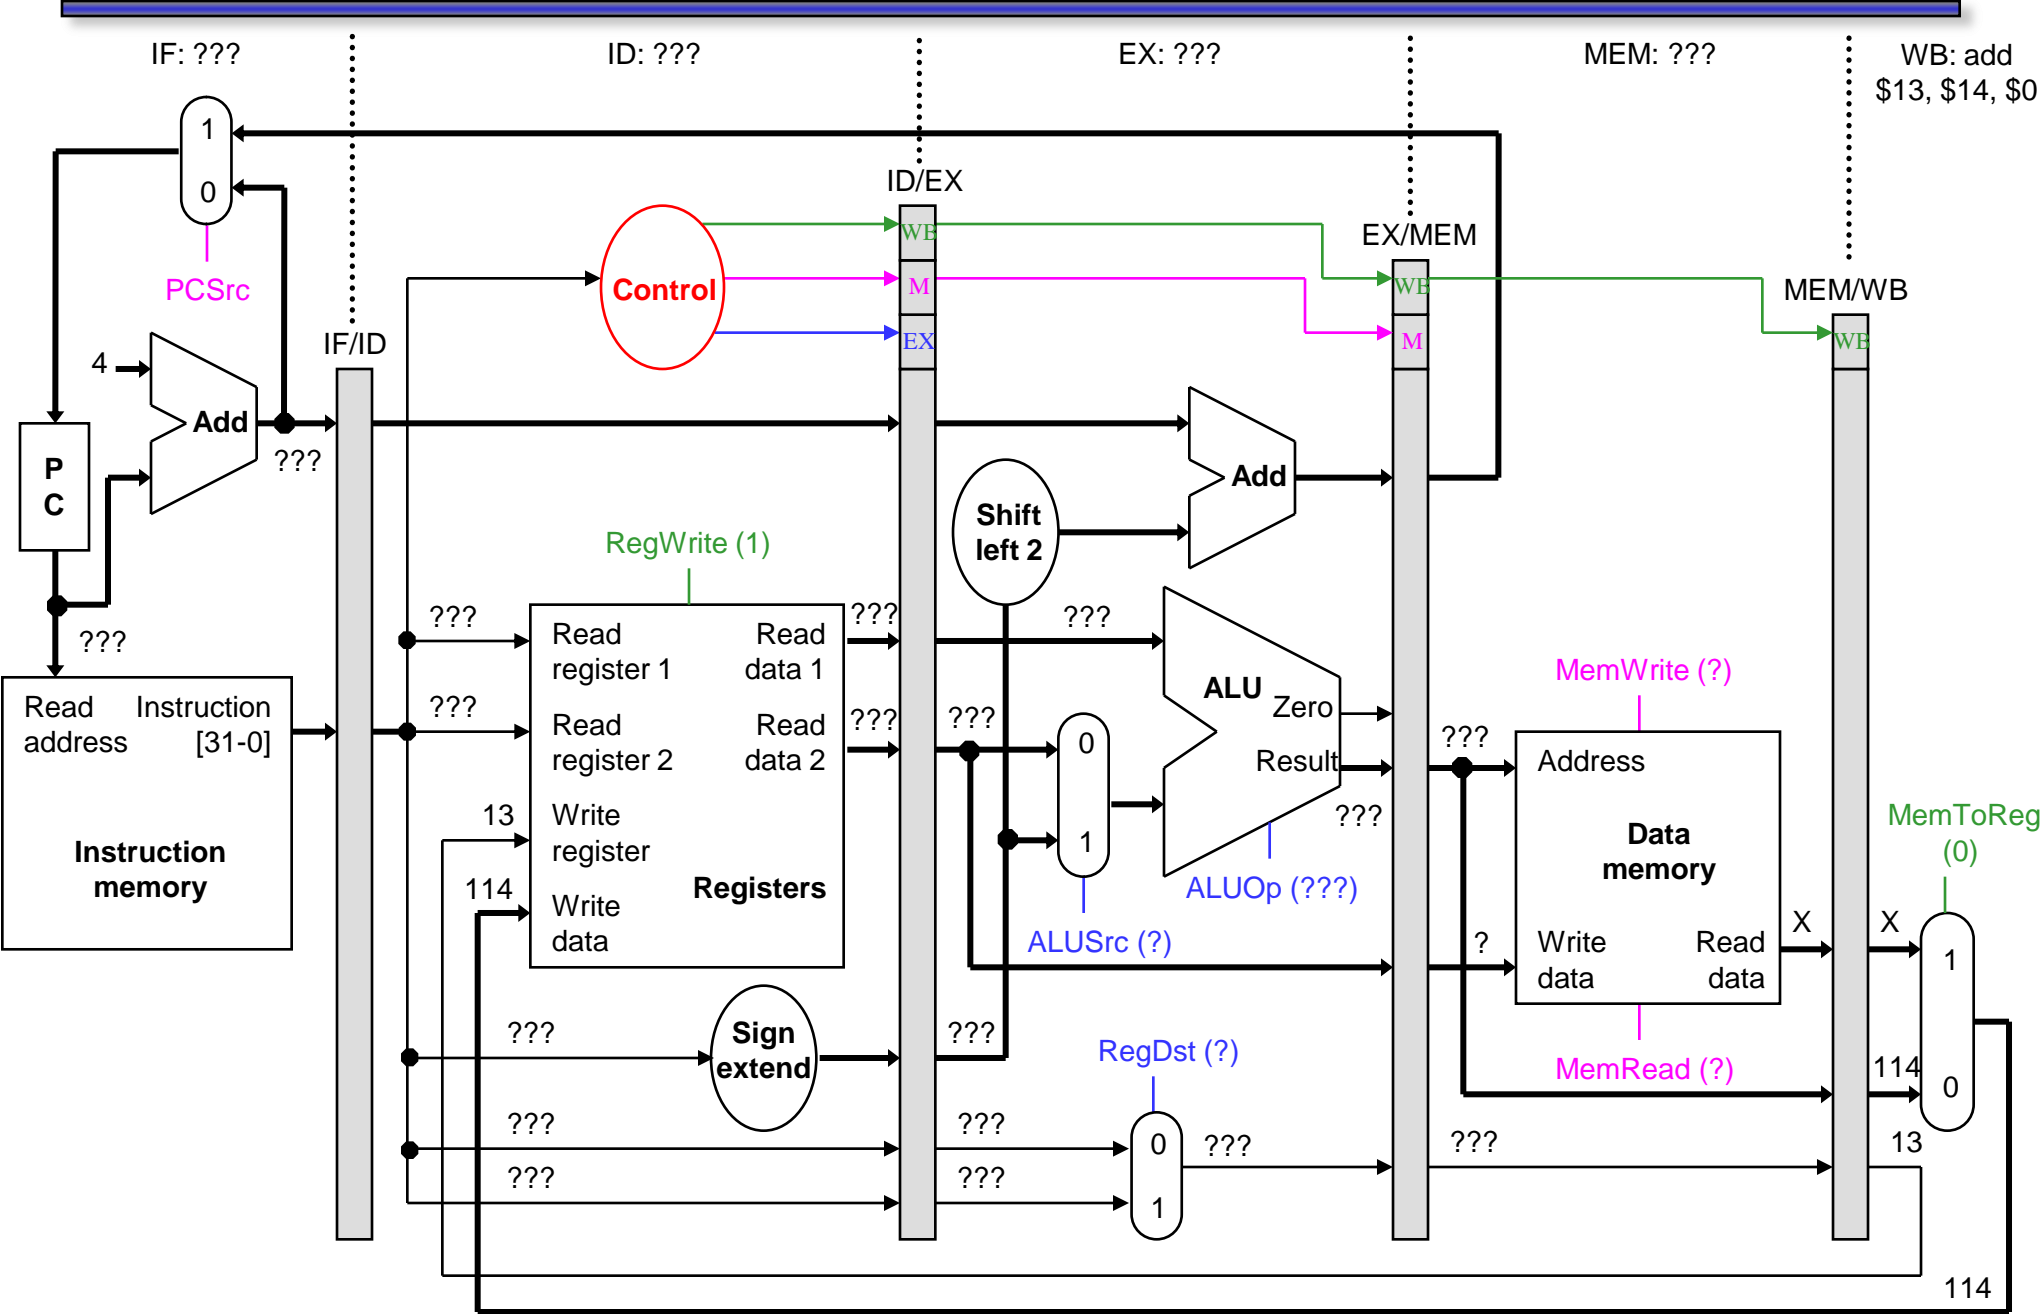 IF: ???
ID: ???
EX: ???
MEM: ???
WB: add
$13, $14, $0
1
0
PCSrc
ID/EX
WB
M
EX
Control
EX/MEM
WB
M
MEM/WB
WB
IF/ID
4
Add
???
P
C
Add
Shift
left 2
RegWrite (1)
???
???
???
???
Read
register 1
Read
data 1
???
???
Read
register 2
Read
data 2
13
Write
register
114
Write
data
Registers
Read
address
Instruction
[31-0]
Instruction
memory
???
0
1
ALUSrc (?)
ALU
Zero
Result
???
ALUOp (???)
MemWrite (?)
???
Address
Data
memory
?
Write
data
Read
data
X
X
MemRead (?)
MemToReg
(0)
1
0
114
13
???
Sign
extend
???
RegDst (?)
???
???
???
???
0
1
???
???
114